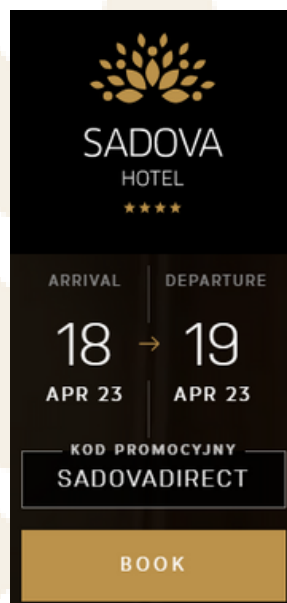 SADOVA
HOTEL
ARRIVAL DEPARTURE
18 → 19
APR 23 APR 23
KOD PROMOCYJNY
SADOVADIRECT
BOOK